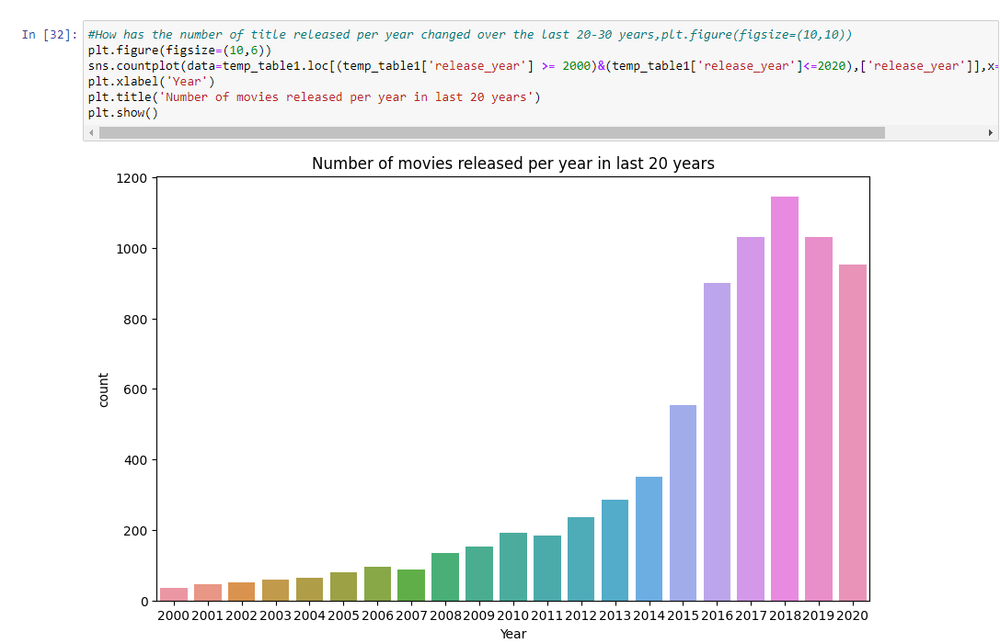 In [32]: #How has the number of title released per year changed over the last 20-30 years,plt.figure(figsize=(10,10))
plt.figure(figsize=(10,6))
sns.countplot(data=temp_table1.loc[(temp_table1['release_year'] >= 2000)&(temp_table1['release_year']<=2020),['release_year']],x=
plt.xlabel('Year')
plt.title('Number of movies released per year in last 20 years')
plt.show()
Number of movies released per year in last 20 years
1200
1000
800
600
400
200
0
count
2000 2001 2002 2003 2004 2005 2006 2007 2008 2009 2010 2011 2012 2013 2014 2015 2016 2017 2018 2019 2020
Year